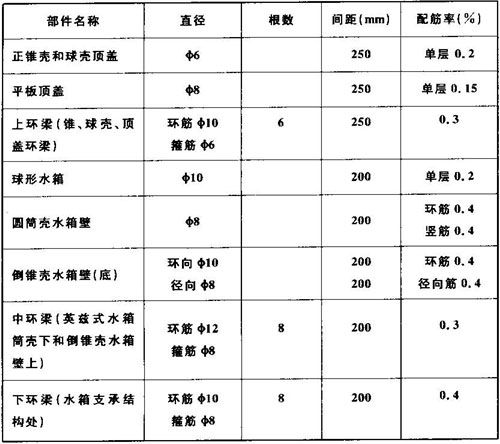 部件名称 直径 根数 间距(mm) 配筋率(%)
正锥壳和球壳顶盖 ϕ6 250 单层 0.2
平板顶盖 ϕ8 250 单层 0.15
上环梁(锥、球壳、顶 环筋 ϕ10 6 250 0.3
盖环梁) 箍筋 ϕ6
球形水箱 ϕ10 200 单层 0.2
圆筒壳水箱壁 ϕ8 200 环筋 0.4
竖筋 0.4
倒锥壳水箱壁(底) 环向 ϕ10 200 环筋 0.4
径向 ϕ8 200 径向筋 0.4
中环梁(英兹式水箱 环筋 ϕ12 8 200 0.3
筒壳下和倒锥壳水箱 箍筋 ϕ8
壁上)
下环梁(水箱支承结 环筋 ϕ10 8 200 0.4
构处) 箍筋 ϕ8